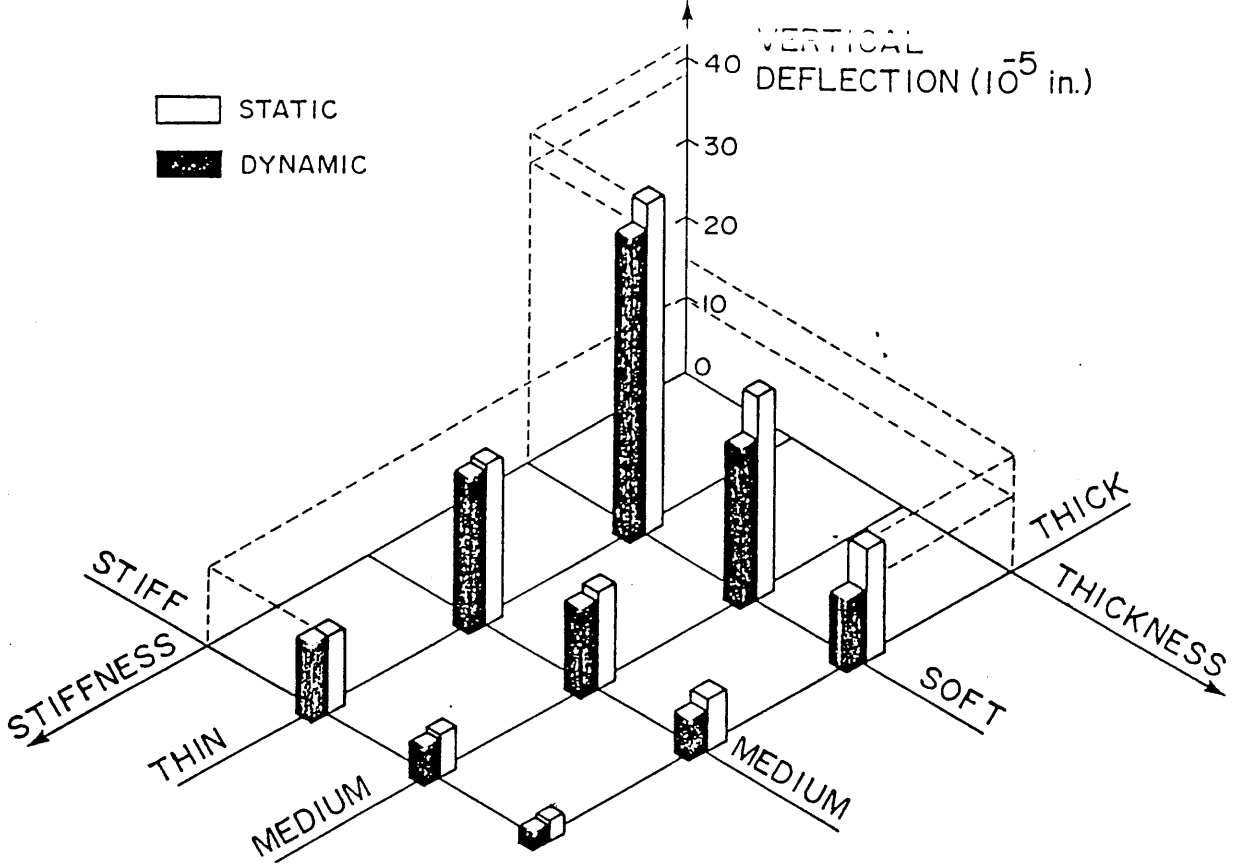 VERTICAL
DEFLECTION (10⁻⁵ in.)
40
30
20
10
0
STATIC
DYNAMIC
STIFF
STIFFNESS
THIN
MEDIUM
THICK
THICKNESS
SOFT
MEDIUM